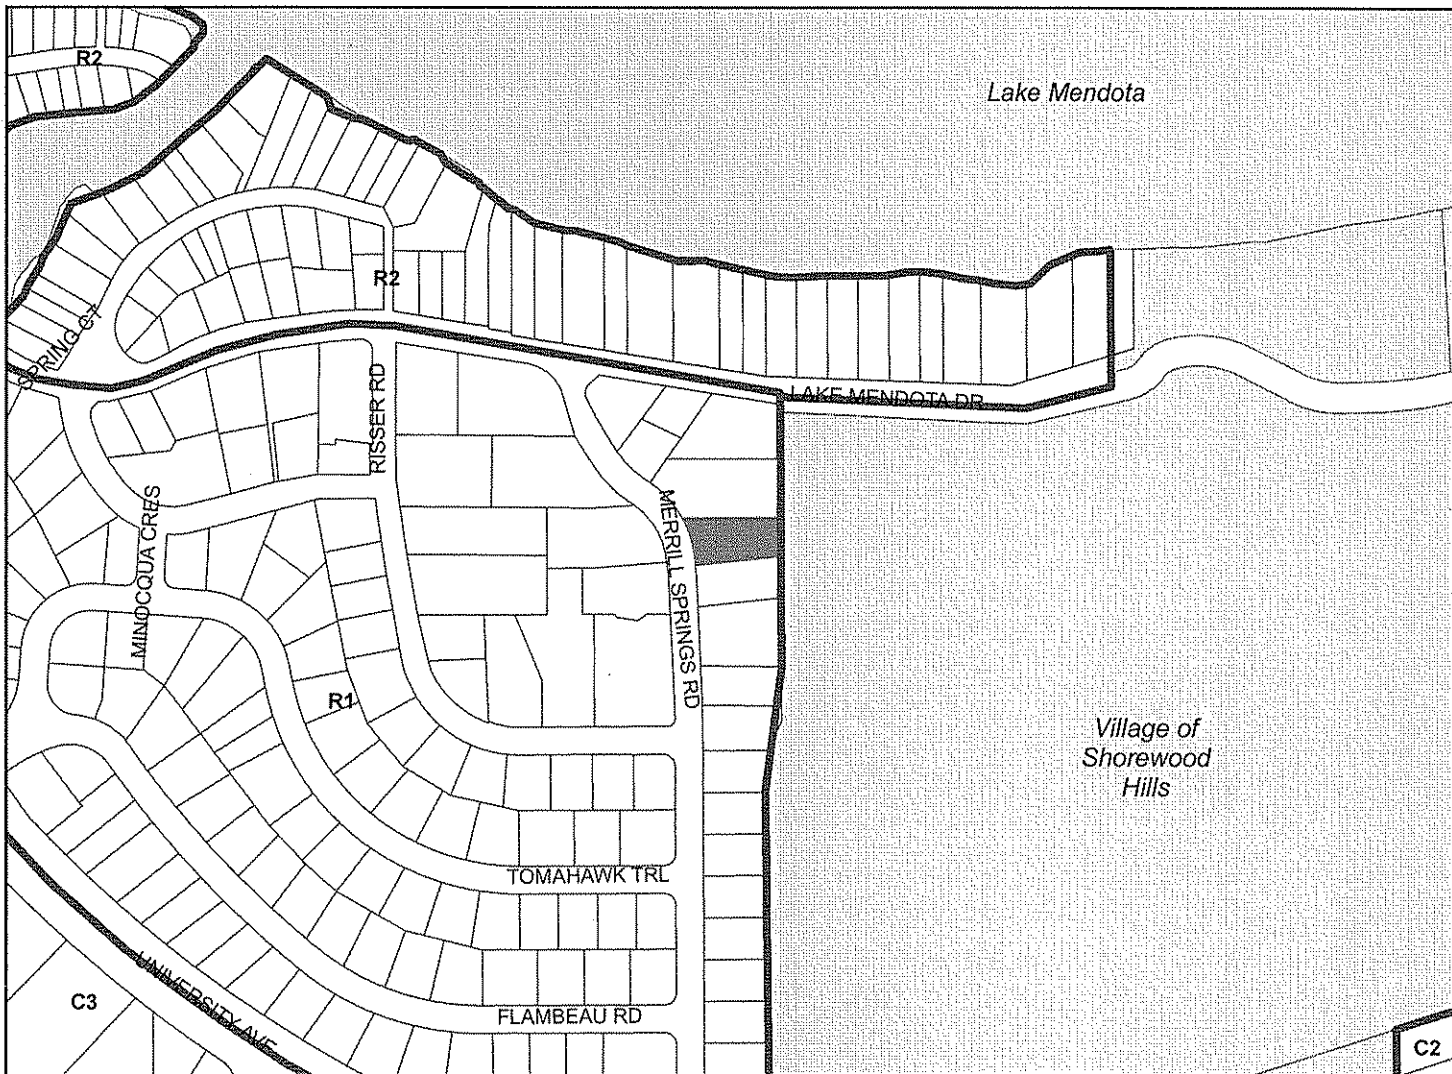 R2
Lake Mendota
R2
SPRING CT
RISSER RD
LAKE MENDOTA DR
MINOCQUA CRES
MERRILL SPRINGS RD
R1
Village of
Shorewood
Hills
TOMAHAWK TRL
UNIVERSITY AVE
C3
FLAMBEAU RD
C2